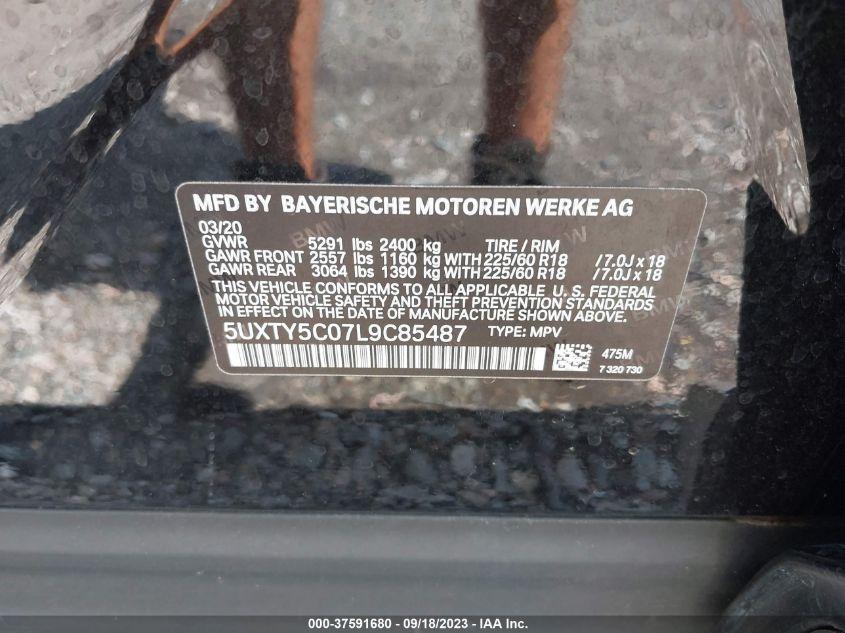 MFD BY BAYERISCHE MOTOREN WERKE AG
03/20
GVWR 5291 lbs 2400 kg TIRE / RIM
GAWR FRONT 2557 lbs 1160 kg WITH 225/60 R18 /7.0J x 18
GAWR REAR 3064 lbs 1390 kg WITH 225/60 R18 /7.0J x 18
THIS VEHICLE CONFORMS TO ALL APPLICABLE U. S. FEDERAL
MOTOR VEHICLE SAFETY AND THEFT PREVENTION STANDARDS
IN EFFECT ON THE DATE OF MANUFACTURE SHOWN ABOVE.
5UXTY5C07L9C85487 TYPE: MPV
475M
7 320 730
000-37591680 - 09/18/2023 - IAA Inc.